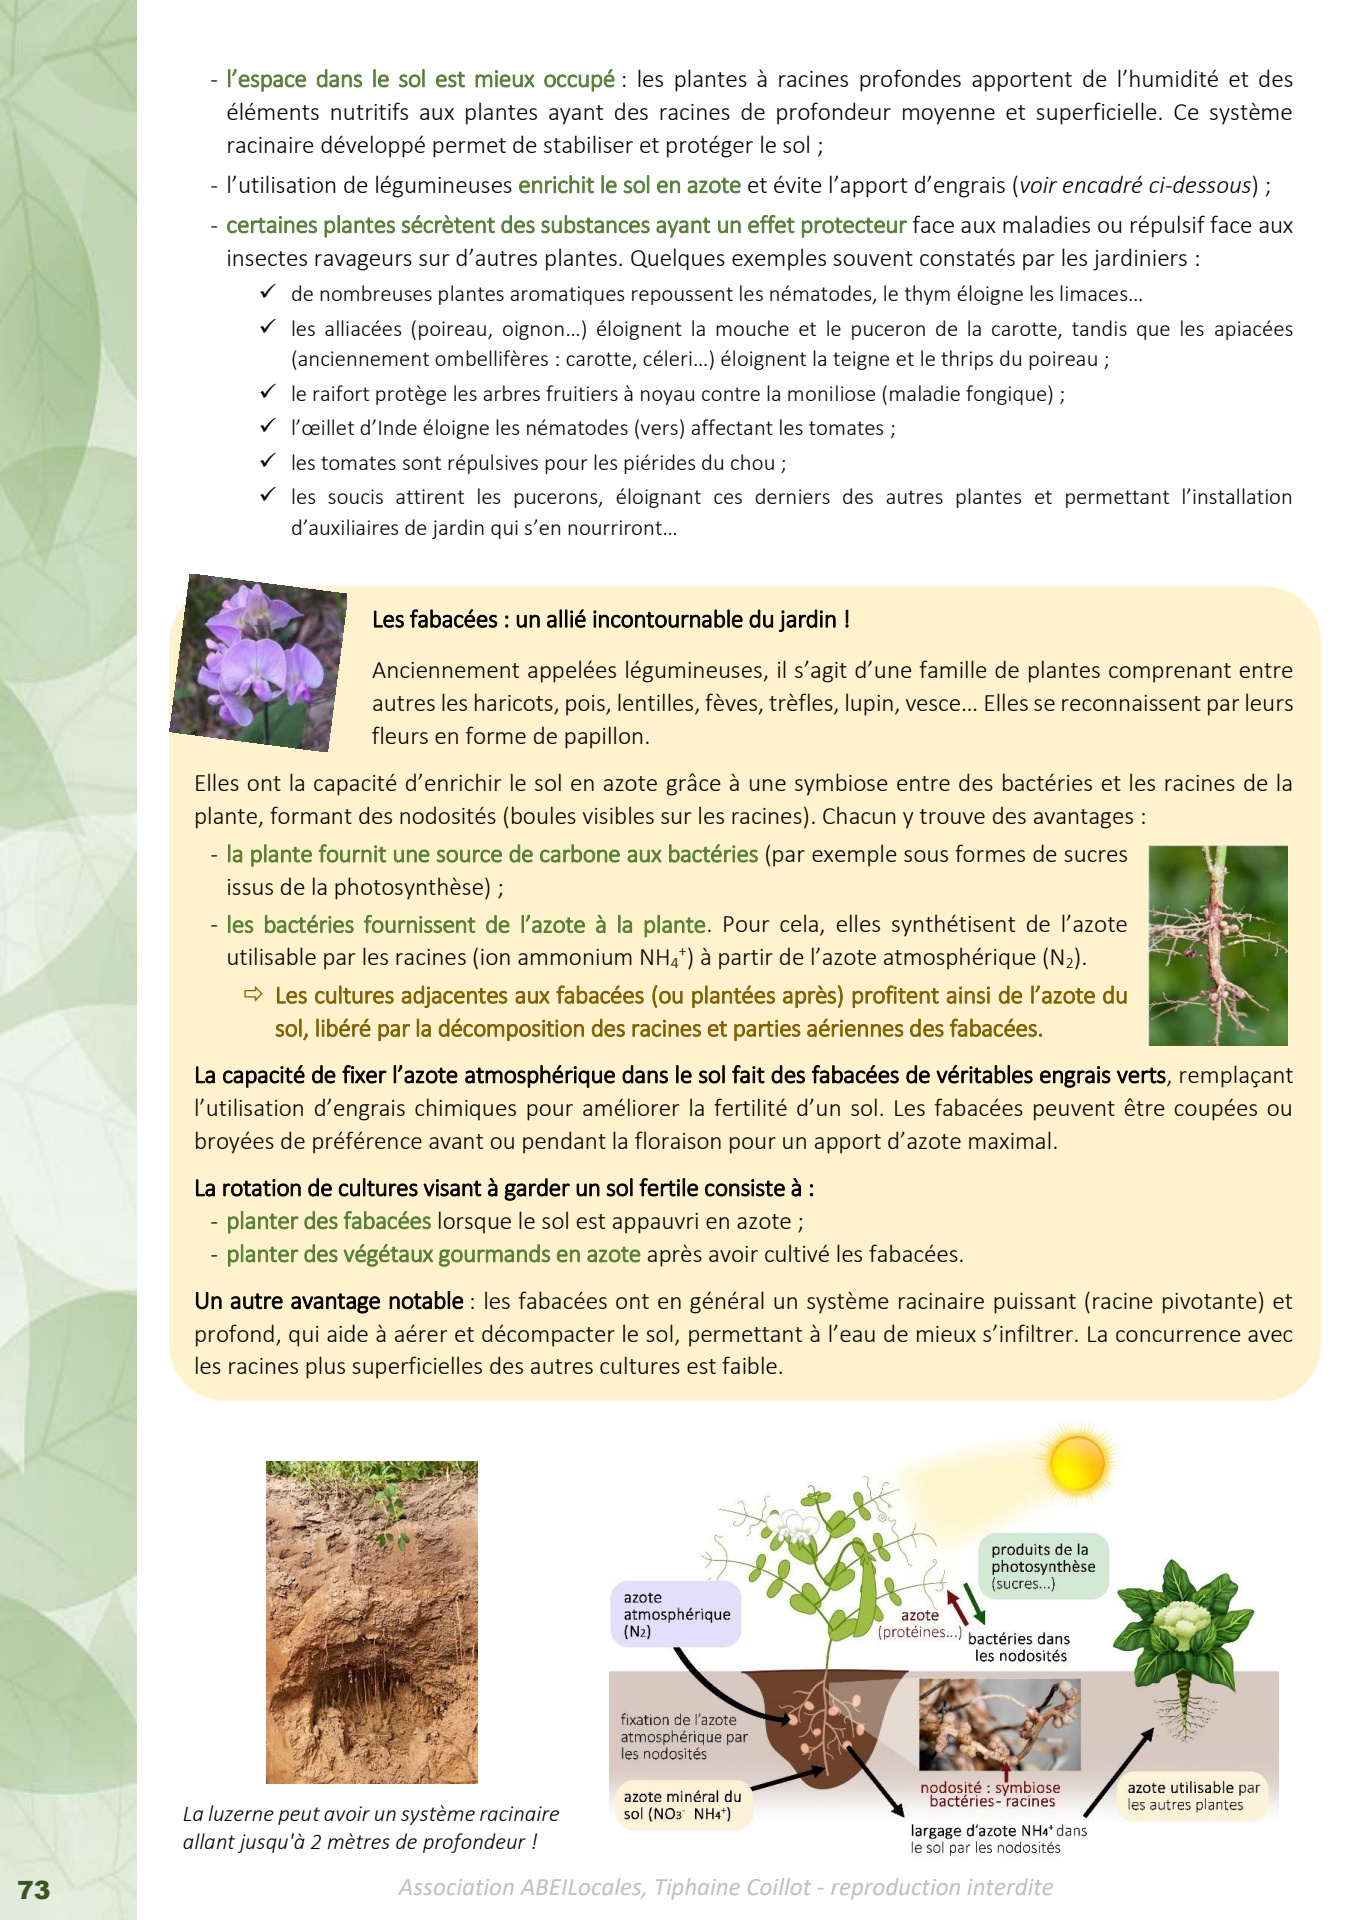 - l’espace dans le sol est mieux occupé : les plantes à racines profondes apportent de l’humidité et des
éléments nutritifs aux plantes ayant des racines de profondeur moyenne et superficielle. Ce système
racinaire développé permet de stabiliser et protéger le sol ;
- l’utilisation de légumineuses enrichit le sol en azote et évite l’apport d’engrais (voir encadré ci-dessous) ;
- certaines plantes sécrètent des substances ayant un effet protecteur face aux maladies ou répulsif face aux
insectes ravageurs sur d’autres plantes. Quelques exemples souvent constatés par les jardiniers :
✓ de nombreuses plantes aromatiques repoussent les nématodes, le thym éloigne les limaces…
✓ les alliacées (poireau, oignon…) éloignent la mouche et le puceron de la carotte, tandis que les apiacées
(anciennement ombellifères : carotte, céleri…) éloignent la teigne et le thrips du poireau ;
✓ le raifort protège les arbres fruitiers à noyau contre la moniliose (maladie fongique) ;
✓ l’œillet d’Inde éloigne les nématodes (vers) affectant les tomates ;
✓ les tomates sont répulsives pour les piérides du chou ;
✓ les soucis attirent les pucerons, éloignant ces derniers des autres plantes et permettant l’installation
d’auxiliaires de jardin qui s’en nourriront…
Les fabacées : un allié incontournable du jardin !
Anciennement appelées légumineuses, il s’agit d’une famille de plantes comprenant entre
autres les haricots, pois, lentilles, fèves, trèfles, lupin, vesce… Elles se reconnaissent par leurs
fleurs en forme de papillon.
Elles ont la capacité d’enrichir le sol en azote grâce à une symbiose entre des bactéries et les racines de la
plante, formant des nodosités (boules visibles sur les racines). Chacun y trouve des avantages :
- la plante fournit une source de carbone aux bactéries (par exemple sous formes de sucres
issus de la photosynthèse) ;
- les bactéries fournissent de l’azote à la plante. Pour cela, elles synthétisent de l’azote
utilisable par les racines (ion ammonium NH₄⁺) à partir de l’azote atmosphérique (N₂).
⇨ Les cultures adjacentes aux fabacées (ou plantées après) profitent ainsi de l’azote du
sol, libéré par la décomposition des racines et parties aériennes des fabacées.
La capacité de fixer l’azote atmosphérique dans le sol fait des fabacées de véritables engrais verts, remplaçant
l’utilisation d’engrais chimiques pour améliorer la fertilité d’un sol. Les fabacées peuvent être coupées ou
broyées de préférence avant ou pendant la floraison pour un apport d’azote maximal.
La rotation de cultures visant à garder un sol fertile consiste à :
- planter des fabacées lorsque le sol est appauvri en azote ;
- planter des végétaux gourmands en azote après avoir cultivé les fabacées.
Un autre avantage notable : les fabacées ont en général un système racinaire puissant (racine pivotante) et
profond, qui aide à aérer et décompacter le sol, permettant à l’eau de mieux s’infiltrer. La concurrence avec
les racines plus superficielles des autres cultures est faible.
La luzerne peut avoir un système racinaire
allant jusqu'à 2 mètres de profondeur !
produits de la
photosynthèse
(sucres...)
azote
atmosphérique
(N₂)
azote
(protéines...)
bactéries dans
les nodosités
fixation de l’azote
atmosphérique par
les nodosités
azote minéral du
sol (NO₃⁻ NH₄⁺)
nodosité : symbiose
bactéries- racines
azote utilisable par
les autres plantes
largage d’azote NH₄⁺ dans
le sol par les nodosités
73
Association ABEILocales, Tiphaine Coillot - reproduction interdite